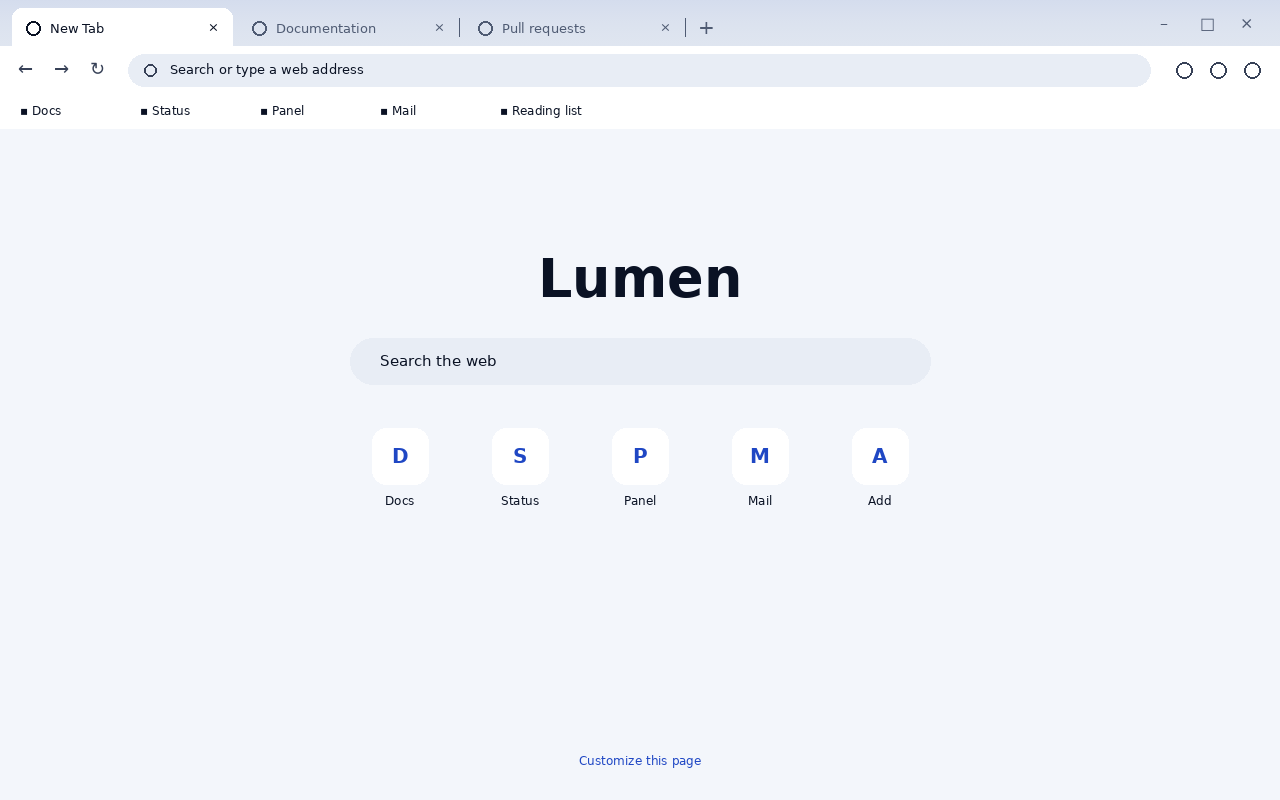 New Tab
Documentation
Pull requests
Search or type a web address
Docs
Status
Panel
Mail
Reading list
Lumen
Search the web
D
S
P
M
A
Docs
Status
Panel
Mail
Add
Customize this page